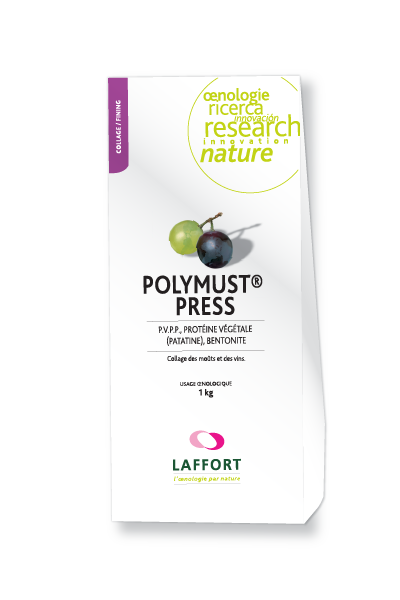 COLLAGE / FINING
œnologie
ricerca
innovación
research
innovation
nature
POLYMUST®
PRESS
P.V.P.P., PROTÉINE VÉGÉTALE
(PATATINE), BENTONITE
Collage des moûts et des vins.
USAGE ŒNOLOGIQUE
1 kg
LAFFORT
l'œnologie par nature